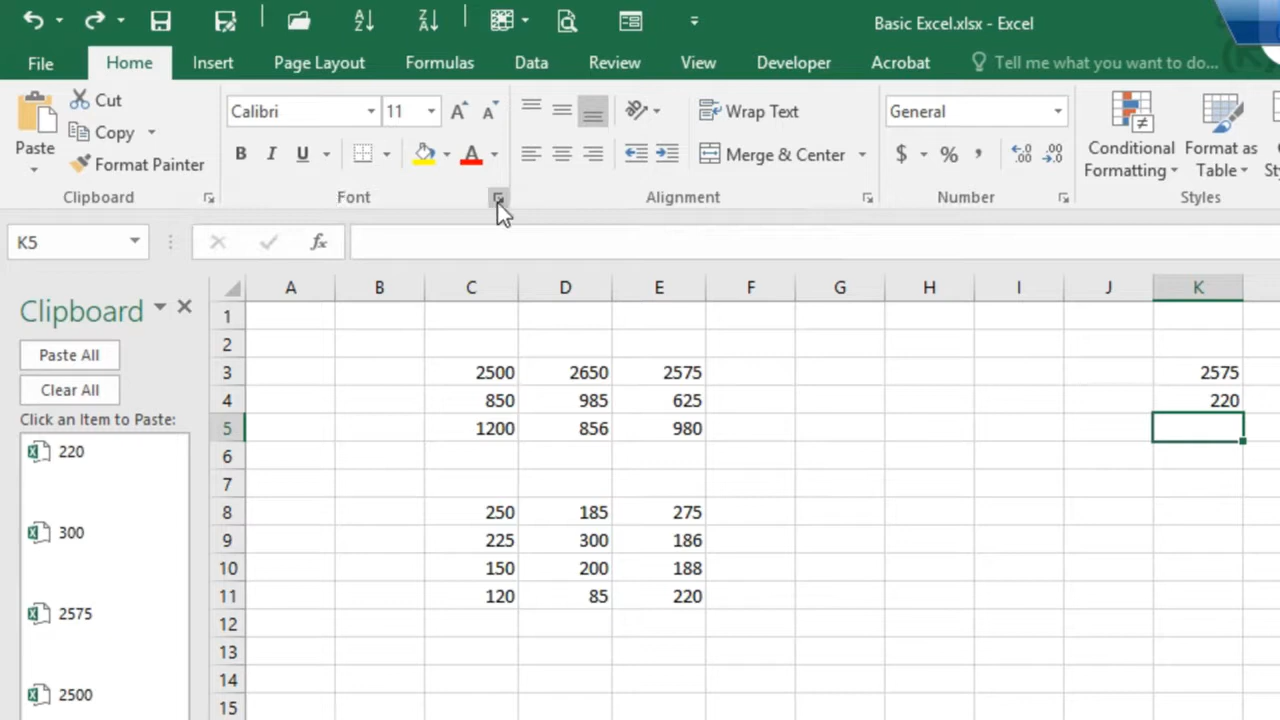 Basic Excel.xlsx - Excel
File Home Insert Page Layout Formulas Data Review View Developer Acrobat Tell me what you want to do...
Cut
Copy
Format Painter
Paste
Calibri 11
B I U A
Wrap Text
Merge & Center
General
$ % ,
Conditional Formatting
Format as Table
Clipboard Font Alignment Number Styles
K5 fx
Clipboard
Paste All
Clear All
Click an Item to Paste:
220
300
2575
2500
A B C D E F G H I J K
1
2
3 2500 2650 2575 2575
4 850 985 625 220
5 1200 856 980
6
7
8 250 185 275
9 225 300 186
10 150 200 188
11 120 85 220
12
13
14
15